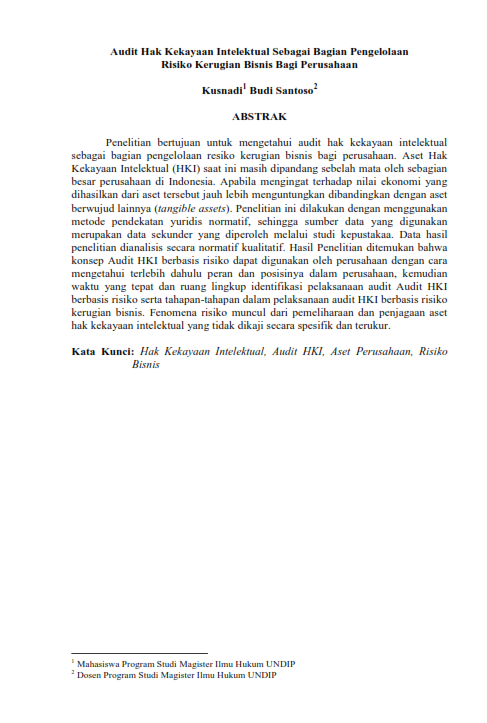 Audit Hak Kekayaan Intelektual Sebagai Bagian Pengelolaan
Risiko Kerugian Bisnis Bagi Perusahaan
Kusnadi1 Budi Santoso2
ABSTRAK
Penelitian bertujuan untuk mengetahui audit hak kekayaan intelektual
sebagai bagian pengelolaan resiko kerugian bisnis bagi perusahaan. Aset Hak
Kekayaan Intelektual (HKI) saat ini masih dipandang sebelah mata oleh sebagian
besar perusahaan di Indonesia. Apabila mengingat terhadap nilai ekonomi yang
dihasilkan dari aset tersebut jauh lebih menguntungkan dibandingkan dengan aset
berwujud lainnya (tangible assets). Penelitian ini dilakukan dengan menggunakan
metode pendekatan yuridis normatif, sehingga sumber data yang digunakan
merupakan data sekunder yang diperoleh melalui studi kepustakaa. Data hasil
penelitian dianalisis secara normatif kualitatif. Hasil Penelitian ditemukan bahwa
konsep Audit HKI berbasis risiko dapat digunakan oleh perusahaan dengan cara
mengetahui terlebih dahulu peran dan posisinya dalam perusahaan, kemudian
waktu yang tepat dan ruang lingkup identifikasi pelaksanaan audit Audit HKI
berbasis risiko serta tahapan-tahapan dalam pelaksanaan audit HKI berbasis risiko
kerugian bisnis. Fenomena risiko muncul dari pemeliharaan dan penjagaan aset
hak kekayaan intelektual yang tidak dikaji secara spesifik dan terukur.
Kata Kunci: Hak Kekayaan Intelektual, Audit HKI, Aset Perusahaan, Risiko
Bisnis
1 Mahasiswa Program Studi Magister Ilmu Hukum UNDIP
2 Dosen Program Studi Magister Ilmu Hukum UNDIP